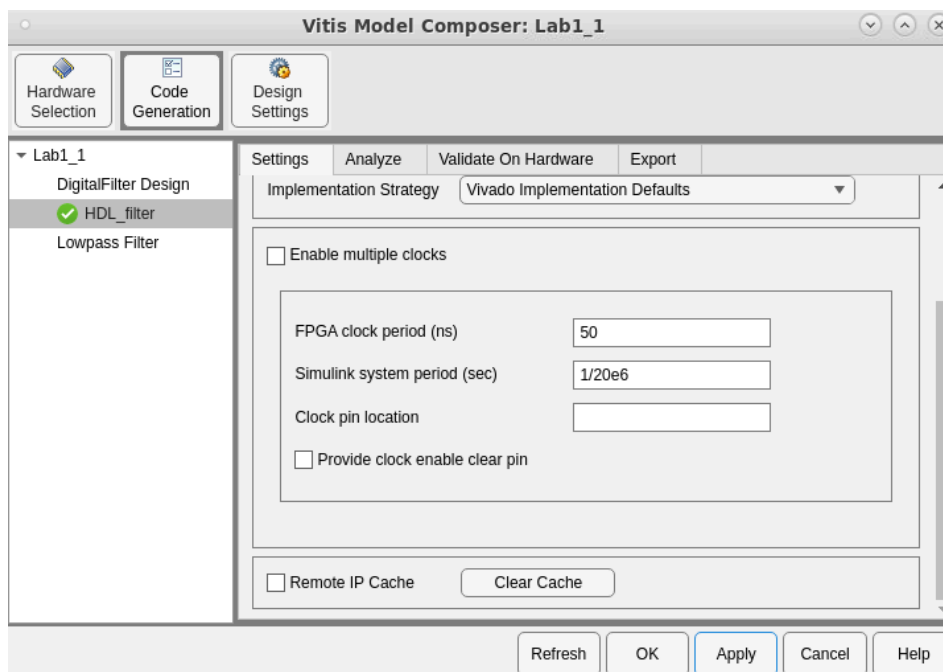 Vitis Model Composer: Lab1_1
Hardware Selection
Code Generation
Design Settings
Lab1_1
DigitalFilter Design
HDL_filter
Lowpass Filter
Settings Analyze Validate On Hardware Export
Implementation Strategy Vivado Implementation Defaults
Enable multiple clocks
FPGA clock period (ns) 50
Simulink system period (sec) 1/20e6
Clock pin location
Provide clock enable clear pin
Remote IP Cache Clear Cache
Refresh OK Apply Cancel Help